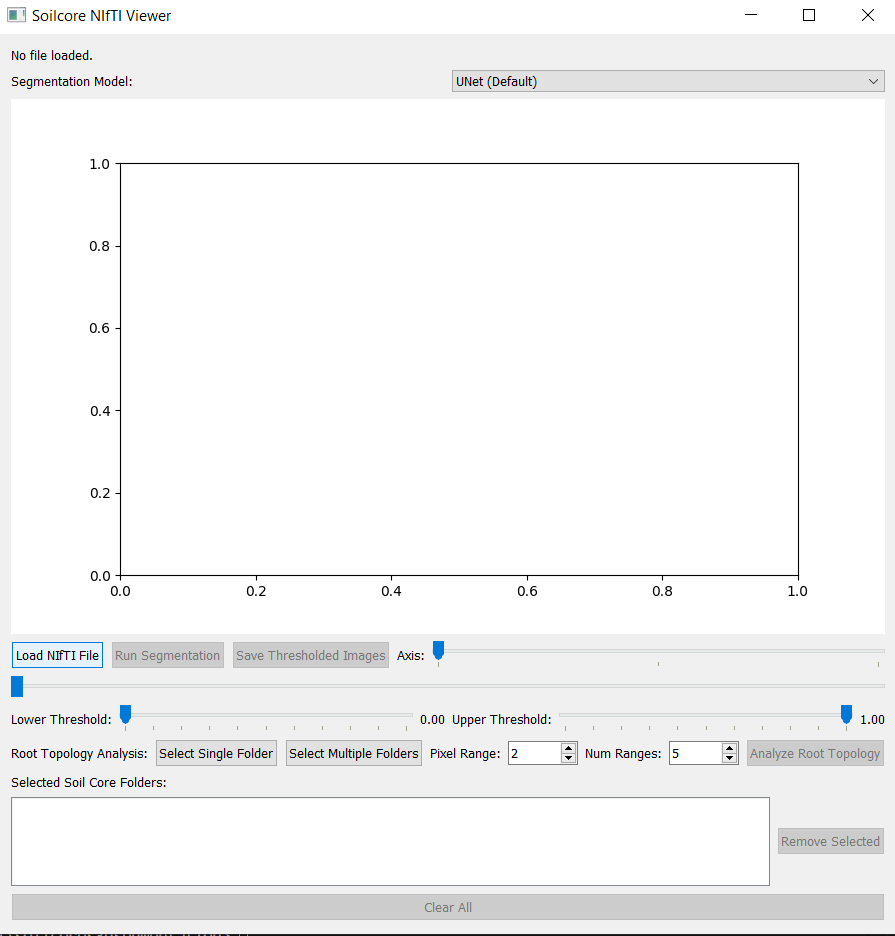 Soilcore NIfTI Viewer
No file loaded.
Segmentation Model: UNet (Default)
1.0
0.8
0.6
0.4
0.2
0.0
0.0 0.2 0.4 0.6 0.8 1.0
Load NIfTI File Run Segmentation Save Thresholded Images Axis:
Lower Threshold: 0.00 Upper Threshold: 1.00
Root Topology Analysis: Select Single Folder Select Multiple Folders Pixel Range: 2 Num Ranges: 5 Analyze Root Topology
Selected Soil Core Folders:
Remove Selected
Clear All